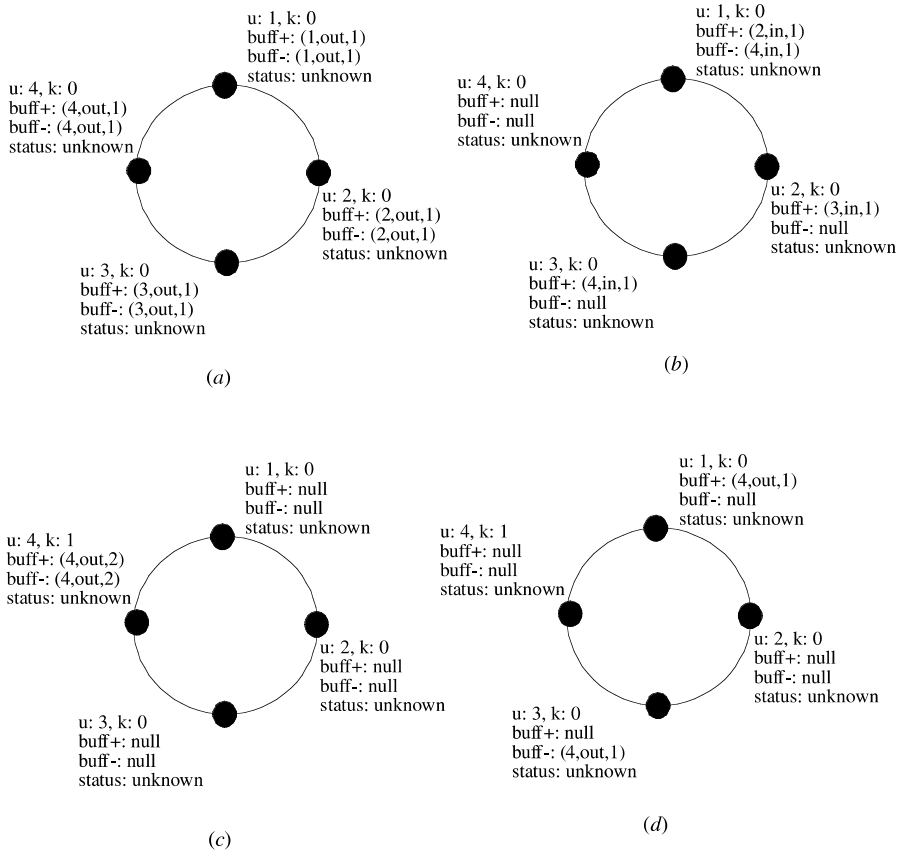 u: 1, k: 0
buff+: (1,out,1)
buff-: (1,out,1)
status: unknown
u: 4, k: 0
buff+: (4,out,1)
buff-: (4,out,1)
status: unknown
u: 2, k: 0
buff+: (2,out,1)
buff-: (2,out,1)
status: unknown
u: 3, k: 0
buff+: (3,out,1)
buff-: (3,out,1)
status: unknown
(a)
u: 1, k: 0
buff+: (2,in,1)
buff-: (4,in,1)
status: unknown
u: 4, k: 0
buff+: null
buff-: null
status: unknown
u: 2, k: 0
buff+: (3,in,1)
buff-: null
status: unknown
u: 3, k: 0
buff+: (4,in,1)
buff-: null
status: unknown
(b)
u: 1, k: 0
buff+: null
buff-: null
status: unknown
u: 4, k: 1
buff+: (4,out,2)
buff-: (4,out,2)
status: unknown
u: 2, k: 0
buff+: null
buff-: null
status: unknown
u: 3, k: 0
buff+: null
buff-: null
status: unknown
(c)
u: 1, k: 0
buff+: (4,out,1)
buff-: null
status: unknown
u: 4, k: 1
buff+: null
buff-: null
status: unknown
u: 2, k: 0
buff+: null
buff-: null
status: unknown
u: 3, k: 0
buff+: null
buff-: (4,out,1)
status: unknown
(d)